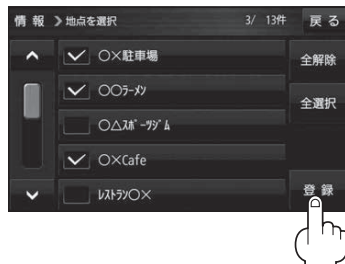 情 報 ❯地点を選択 3/ 13件 戻 る
○×駐車場 全解除
○○ﾗｰﾒﾝ
全選択
○△ｽﾎﾟｰﾂｼﾞﾑ
○×Cafe
ﾚｽﾄﾗﾝ○× 登 録